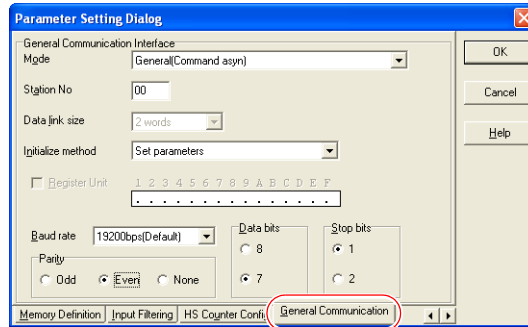 Parameter Setting Dialog
General Communication Interface
Mode
General(Command asyn)
OK
Station No
00
Cancel
Data link size
2 words
Help
Initialize method
Set parameters
Register Unit
1 2 3 4 5 6 7 8 9 A B C D E F
. . . . . . . . . . . . . . .
Baud rate
19200bps(Default)
Data bits
8
7
Stop bits
1
2
Parity
Odd
Even
None
Memory Definition
Input Filtering
HS Counter Confi
General Communication